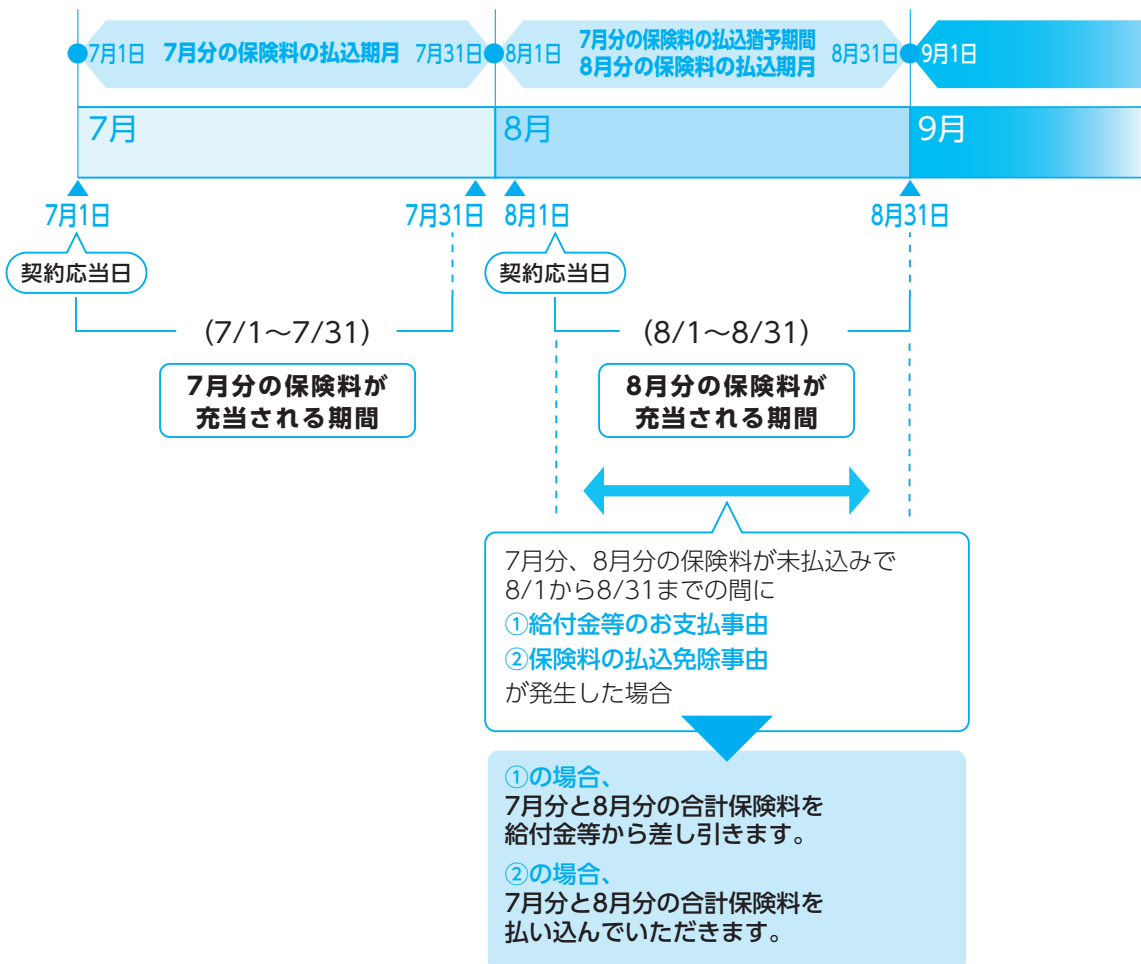 7月1日 7月分の保険料の払込期月 7月31日
8月1日 7月分の保険料の払込猶予期間
8月分の保険料の払込期月 8月31日
9月1日
7月
8月
9月
7月1日
7月31日
8月1日
8月31日
契約応当日
契約応当日
(7/1～7/31)
(8/1～8/31)
7月分の保険料が
充当される期間
8月分の保険料が
充当される期間
7月分、8月分の保険料が未払込みで
8/1から8/31までの間に
①給付金等のお支払事由
②保険料の払込免除事由
が発生した場合
①の場合、
7月分と8月分の合計保険料を
給付金等から差し引きます。
②の場合、
7月分と8月分の合計保険料を
払い込んでいただきます。